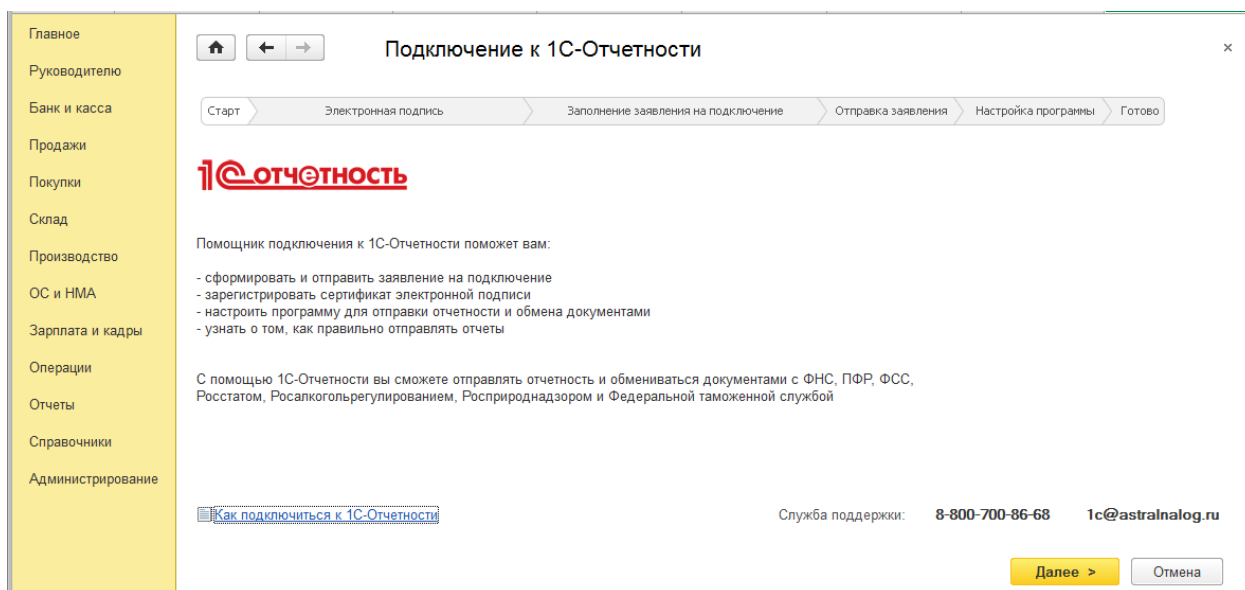 Главное
Руководителю
Банк и касса
Продажи
Покупки
Склад
Производство
ОС и НМА
Зарплата и кадры
Операции
Отчеты
Справочники
Администрирование
Подключение к 1С-Отчетности
Старт
Электронная подпись
Заполнение заявления на подключение
Отправка заявления
Настройка программы
Готово
1С отчетность
Помощник подключения к 1С-Отчетности поможет вам:
- сформировать и отправить заявление на подключение
- зарегистрировать сертификат электронной подписи
- настроить программу для отправки отчетности и обмена документами
- узнать о том, как правильно отправлять отчеты
С помощью 1С-Отчетности вы сможете отправлять отчетность и обмениваться документами с ФНС, ПФР, ФСС,
Росстатом, Росалкогольрегулированием, Росприроднадзором и Федеральной таможенной службой
Как подключиться к 1С-Отчетности
Служба поддержки: 8-800-700-86-68 1c@astralnalog.ru
Далее >
Отмена